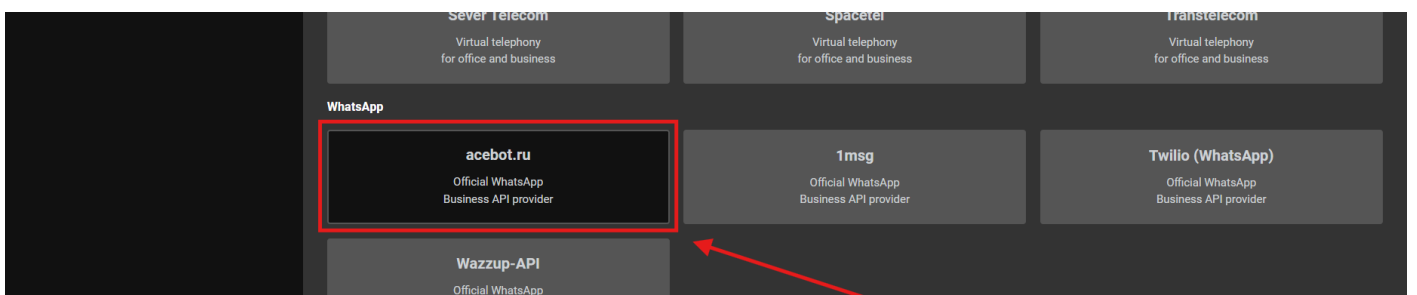 Sever Telecom
Virtual telephony
for office and business
Spacetel
Virtual telephony
for office and business
Transtelecom
Virtual telephony
for office and business
WhatsApp
acebot.ru
Official WhatsApp
Business API provider
1msg
Official WhatsApp
Business API provider
Twilio (WhatsApp)
Official WhatsApp
Business API provider
Wazzup-API
Official WhatsApp